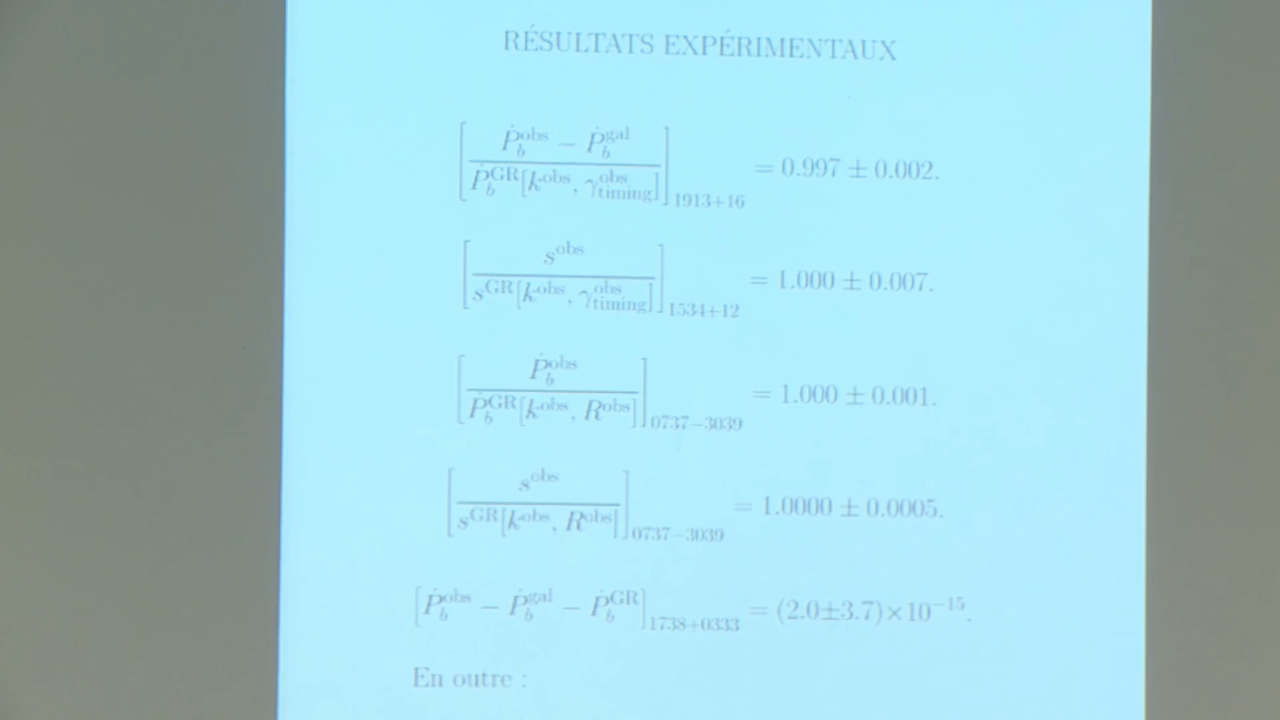 RÉSULTATS EXPÉRIMENTAUX
[ (Ṗ_b^obs − Ṗ_b^gal) / (Ṗ_b^GR[k^obs, γ_timing^obs]) ]_1913+16 = 0.997 ± 0.002.
[ s^obs / s^GR[k^obs, γ_timing^obs] ]_1534+12 = 1.000 ± 0.007.
[ Ṗ_b^obs / Ṗ_b^GR[k^obs, R^obs] ]_0737−3039 = 1.000 ± 0.001.
[ s^obs / s^GR[k^obs, R^obs] ]_0737−3039 = 1.0000 ± 0.0005.
[Ṗ_b^obs − Ṗ_b^gal − Ṗ_b^GR]_1738+0333 = (2.0±3.7)×10^−15.
En outre :